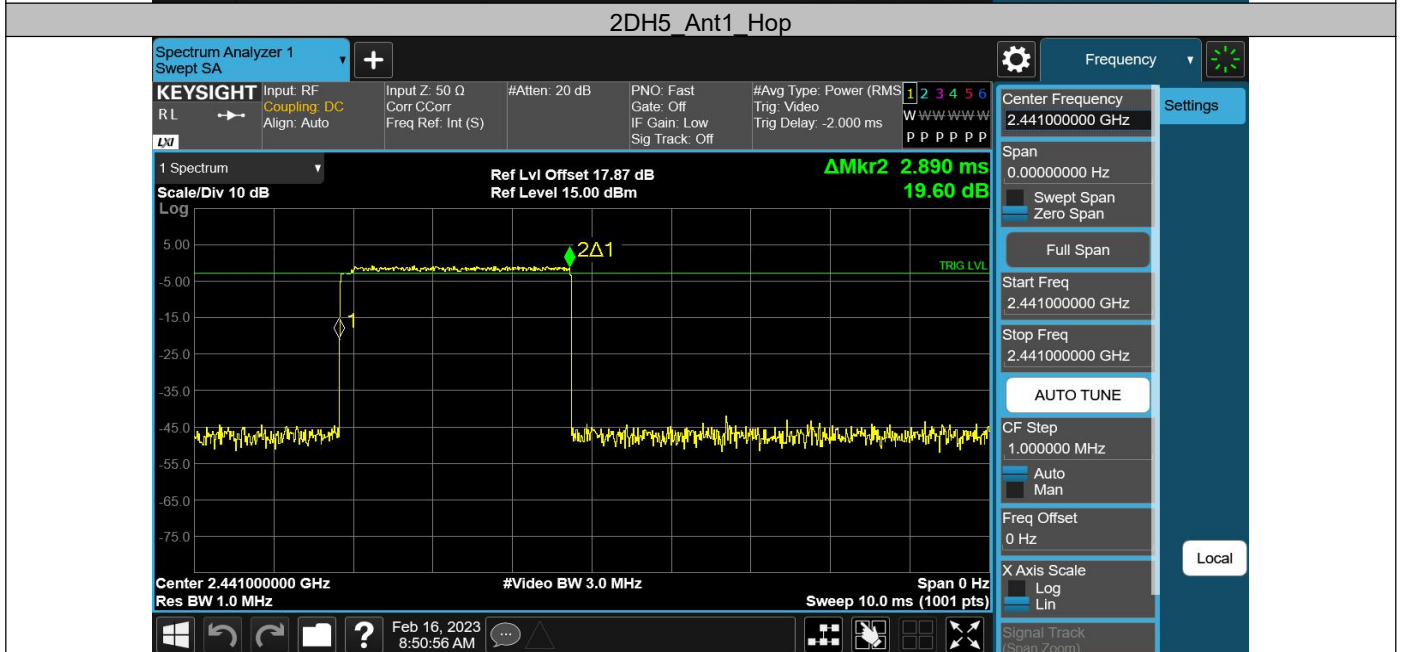 2DH5_Ant1_Hop
Spectrum Analyzer 1
Swept SA
Frequency
KEYSIGHT
RL
LXI
Input: RF
Coupling: DC
Align: Auto
Input Z: 50 Ω
Corr CCorr
Freq Ref: Int (S)
#Atten: 20 dB
PNO: Fast
Gate: Off
IF Gain: Low
Sig Track: Off
#Avg Type: Power (RMS
Trig: Video
Trig Delay: -2.000 ms
1 2 3 4 5 6
W W W W W W
P P P P P P
1 Spectrum
Scale/Div 10 dB
Ref Lvl Offset 17.87 dB
Ref Level 15.00 dBm
ΔMkr2 2.890 ms
19.60 dB
Log
5.00
-5.00
-15.0
-25.0
-35.0
-45.0
-55.0
-65.0
-75.0
2Δ1
1
TRIG LVL
Center 2.441000000 GHz
#Video BW 3.0 MHz
Span 0 Hz
Res BW 1.0 MHz
Sweep 10.0 ms (1001 pts)
?
Feb 16, 2023
8:50:56 AM
Center Frequency
2.441000000 GHz
Span
0.00000000 Hz
Swept Span
Zero Span
Full Span
Start Freq
2.441000000 GHz
Stop Freq
2.441000000 GHz
AUTO TUNE
CF Step
1.000000 MHz
Auto
Man
Freq Offset
0 Hz
X Axis Scale
Log
Lin
Signal Track
(Span Zoom)
Settings
Local